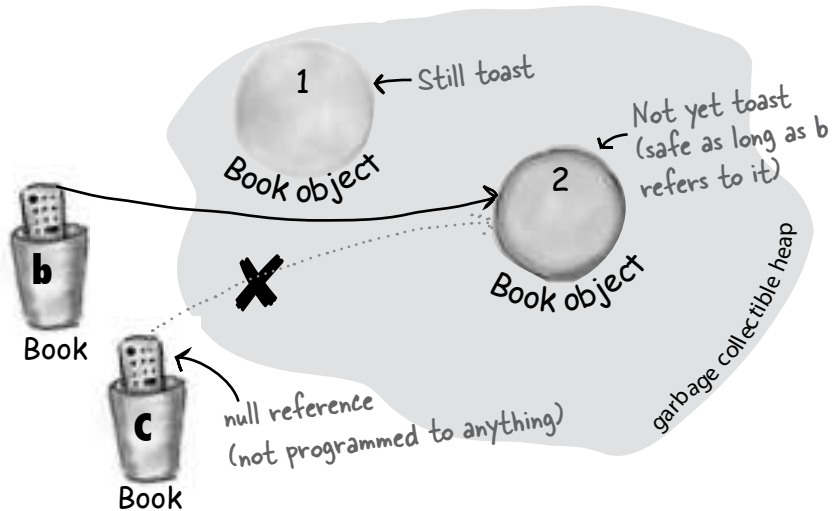 1
Still toast
Book object
Not yet toast
(safe as long as b
refers to it)
2
Book object
b
Book
garbage collectible heap
c
Book
null reference
(not programmed to anything)